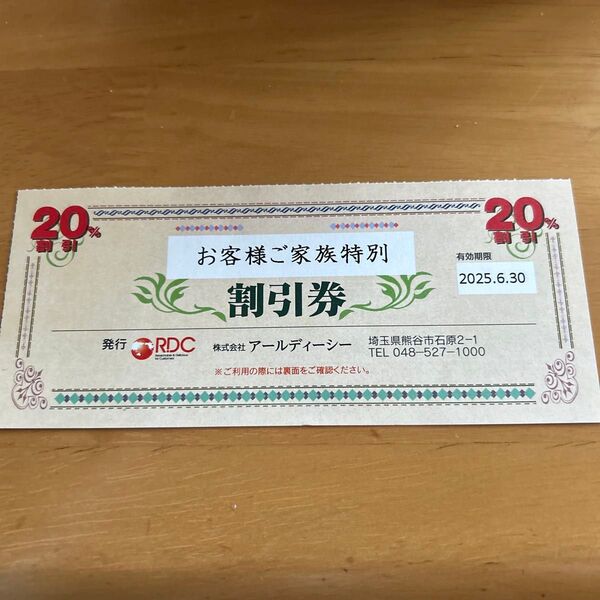 20%
割引
20%
割引
お客様ご家族特別
割引券
有効期限
2025.6.30
発行 RDC 株式会社 アールディーシー
埼玉県熊谷市石原2-1
TEL 048-527-1000
※ご利用の際には裏面をご確認ください。